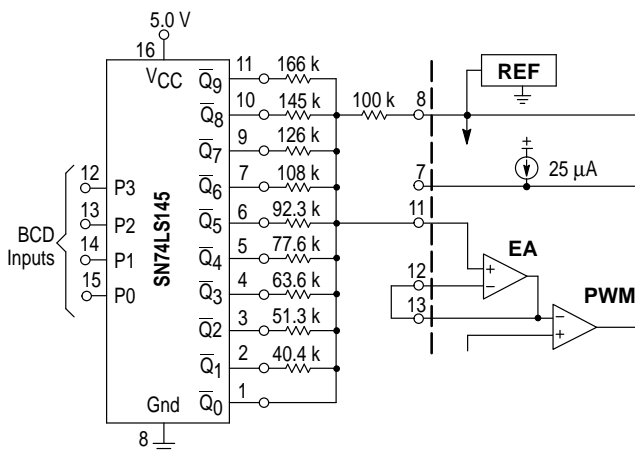 5.0 V
16
VCC
SN74LS145
BCD
Inputs
12 P3
13 P2
14 P1
15 P0
Q9 11 166 k
Q8 10 145 k
Q7 9 126 k
Q6 7 108 k
Q5 6 92.3 k
Q4 5 77.6 k
Q3 4 63.6 k
Q2 3 51.3 k
Q1 2 40.4 k
Q0 1
Gnd
8
100 k 8
REF
+
7 25 µA
11
EA
+
12 −
13
PWM
−
+